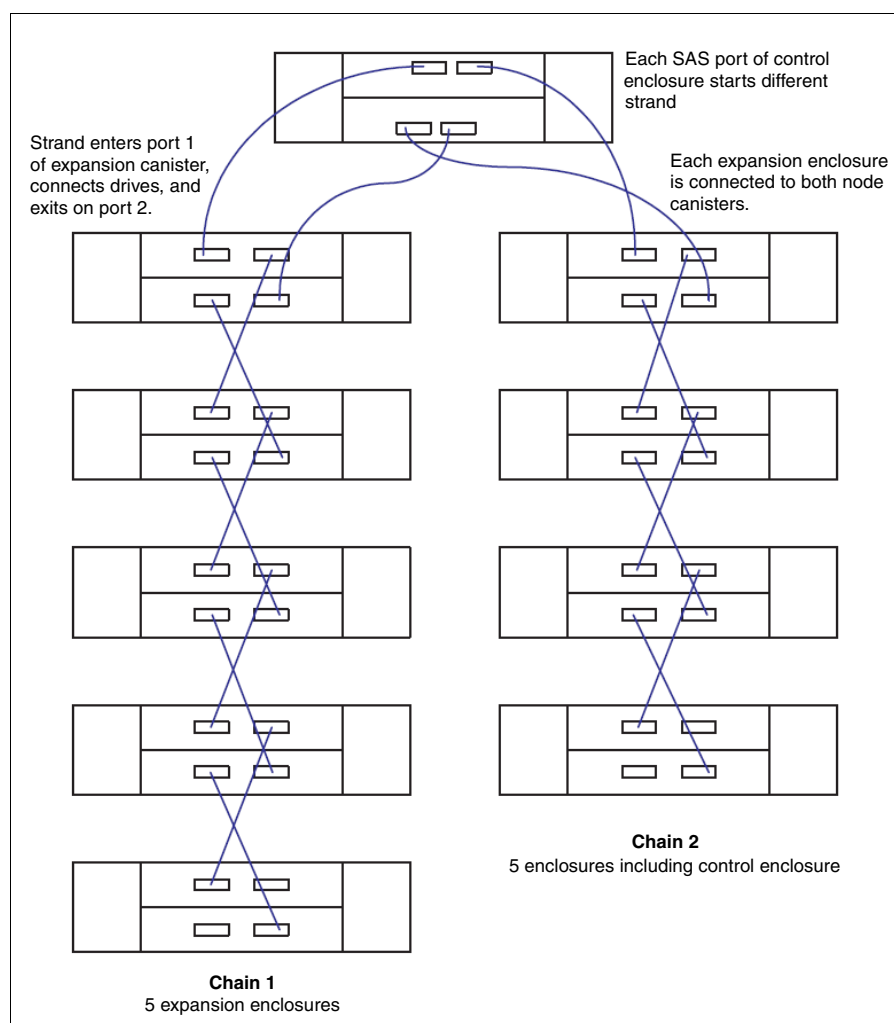 Each SAS port of control
enclosure starts different
strand
Strand enters port 1
of expansion canister,
connects drives, and
exits on port 2.
Each expansion enclosure
is connected to both node
canisters.
Chain 2
5 enclosures including control enclosure
Chain 1
5 expansion enclosures